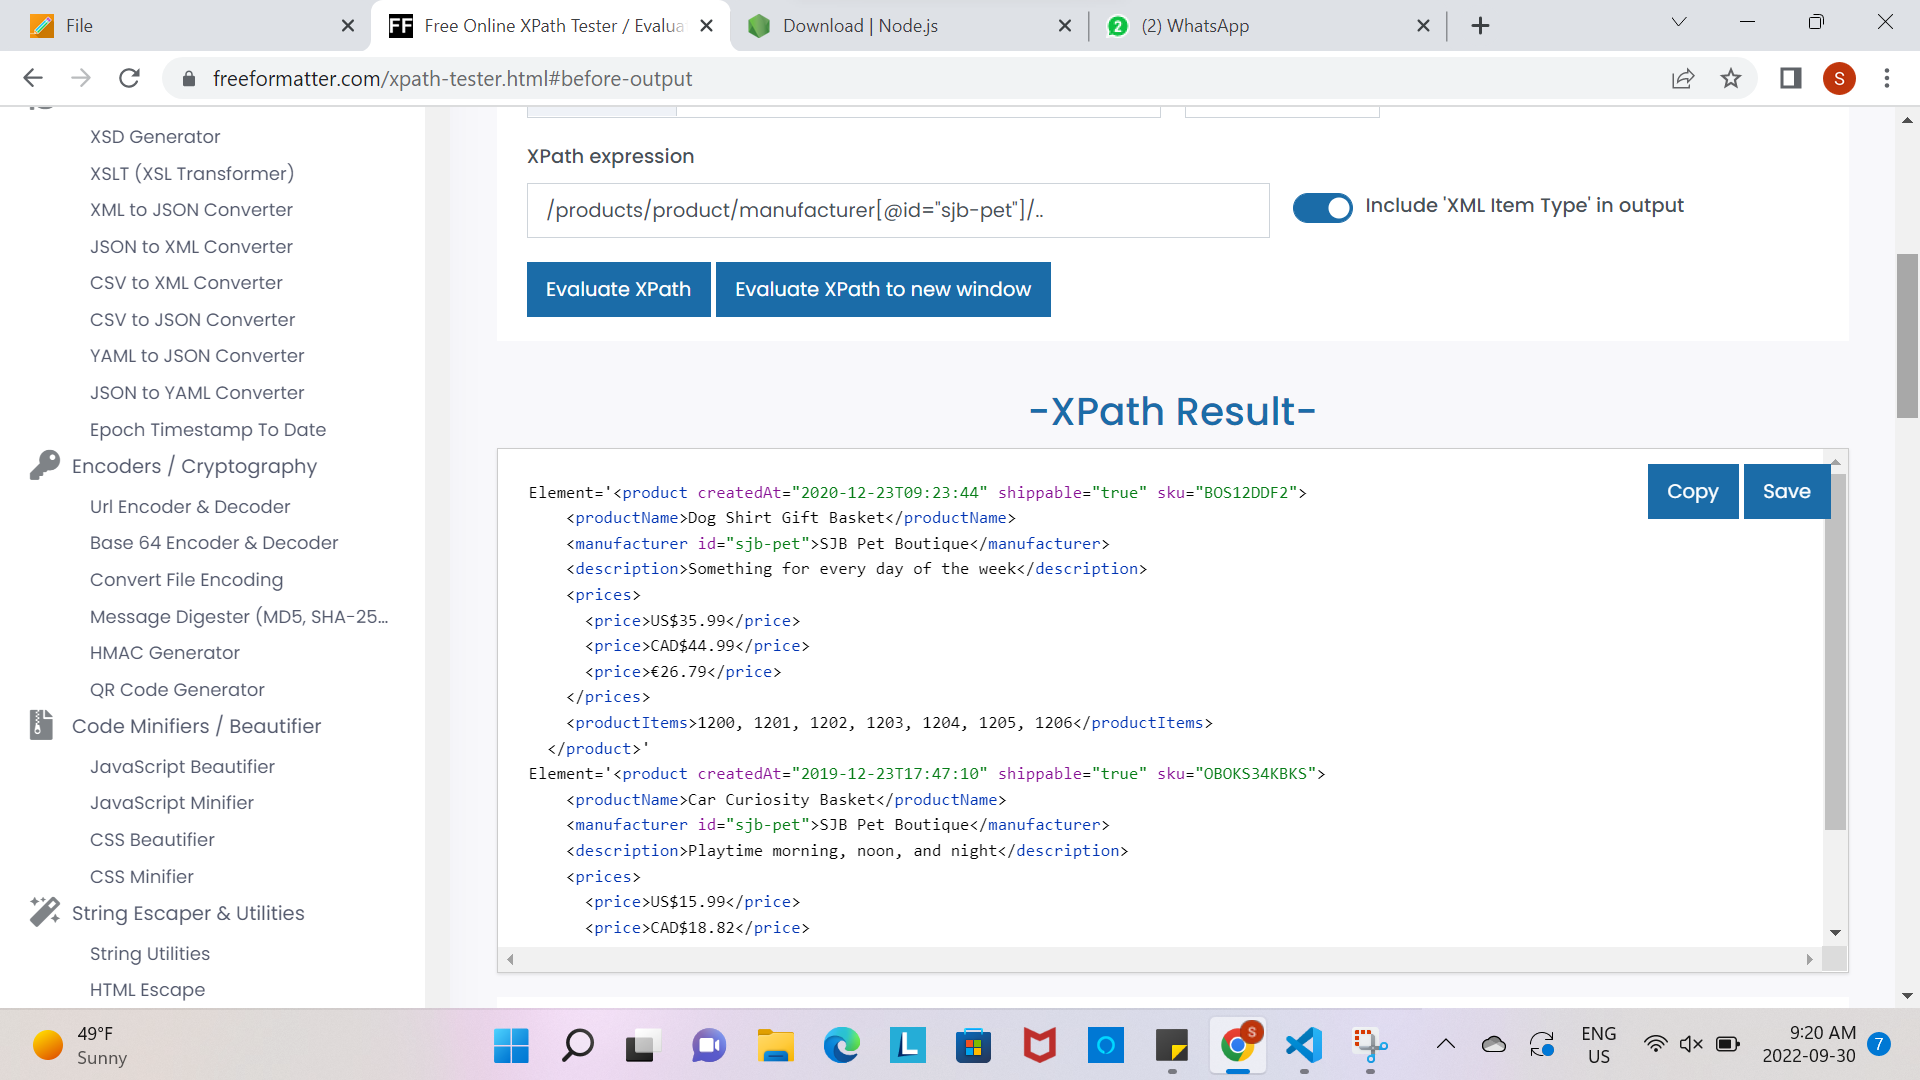 File
FF Free Online XPath Tester / Evalua
Download | Node.js
2 (2) WhatsApp
freeformatter.com/xpath-tester.html#before-output
S
XSD Generator
XSLT (XSL Transformer)
XML to JSON Converter
JSON to XML Converter
CSV to XML Converter
CSV to JSON Converter
YAML to JSON Converter
JSON to YAML Converter
Epoch Timestamp To Date
Encoders / Cryptography
Url Encoder & Decoder
Base 64 Encoder & Decoder
Convert File Encoding
Message Digester (MD5, SHA-25...
HMAC Generator
QR Code Generator
Code Minifiers / Beautifier
JavaScript Beautifier
JavaScript Minifier
CSS Beautifier
CSS Minifier
String Escaper & Utilities
String Utilities
HTML Escape
XPath expression
/products/product/manufacturer[@id="sjb-pet"]/..
Include 'XML Item Type' in output
Evaluate XPath
Evaluate XPath to new window
-XPath Result-
Copy
Save
Element='<product createdAt="2020-12-23T09:23:44" shippable="true" sku="BOS12DDF2">
<productName>Dog Shirt Gift Basket</productName>
<manufacturer id="sjb-pet">SJB Pet Boutique</manufacturer>
<description>Something for every day of the week</description>
<prices>
<price>US$35.99</price>
<price>CAD$44.99</price>
<price>€26.79</price>
</prices>
<productItems>1200, 1201, 1202, 1203, 1204, 1205, 1206</productItems>
</product>'
Element='<product createdAt="2019-12-23T17:47:10" shippable="true" sku="OBOKS34KBKS">
<productName>Car Curiosity Basket</productName>
<manufacturer id="sjb-pet">SJB Pet Boutique</manufacturer>
<description>Playtime morning, noon, and night</description>
<prices>
<price>US$15.99</price>
<price>CAD$18.82</price>
49°F
Sunny
L
S
ENG
US
9:20 AM
2022-09-30
7